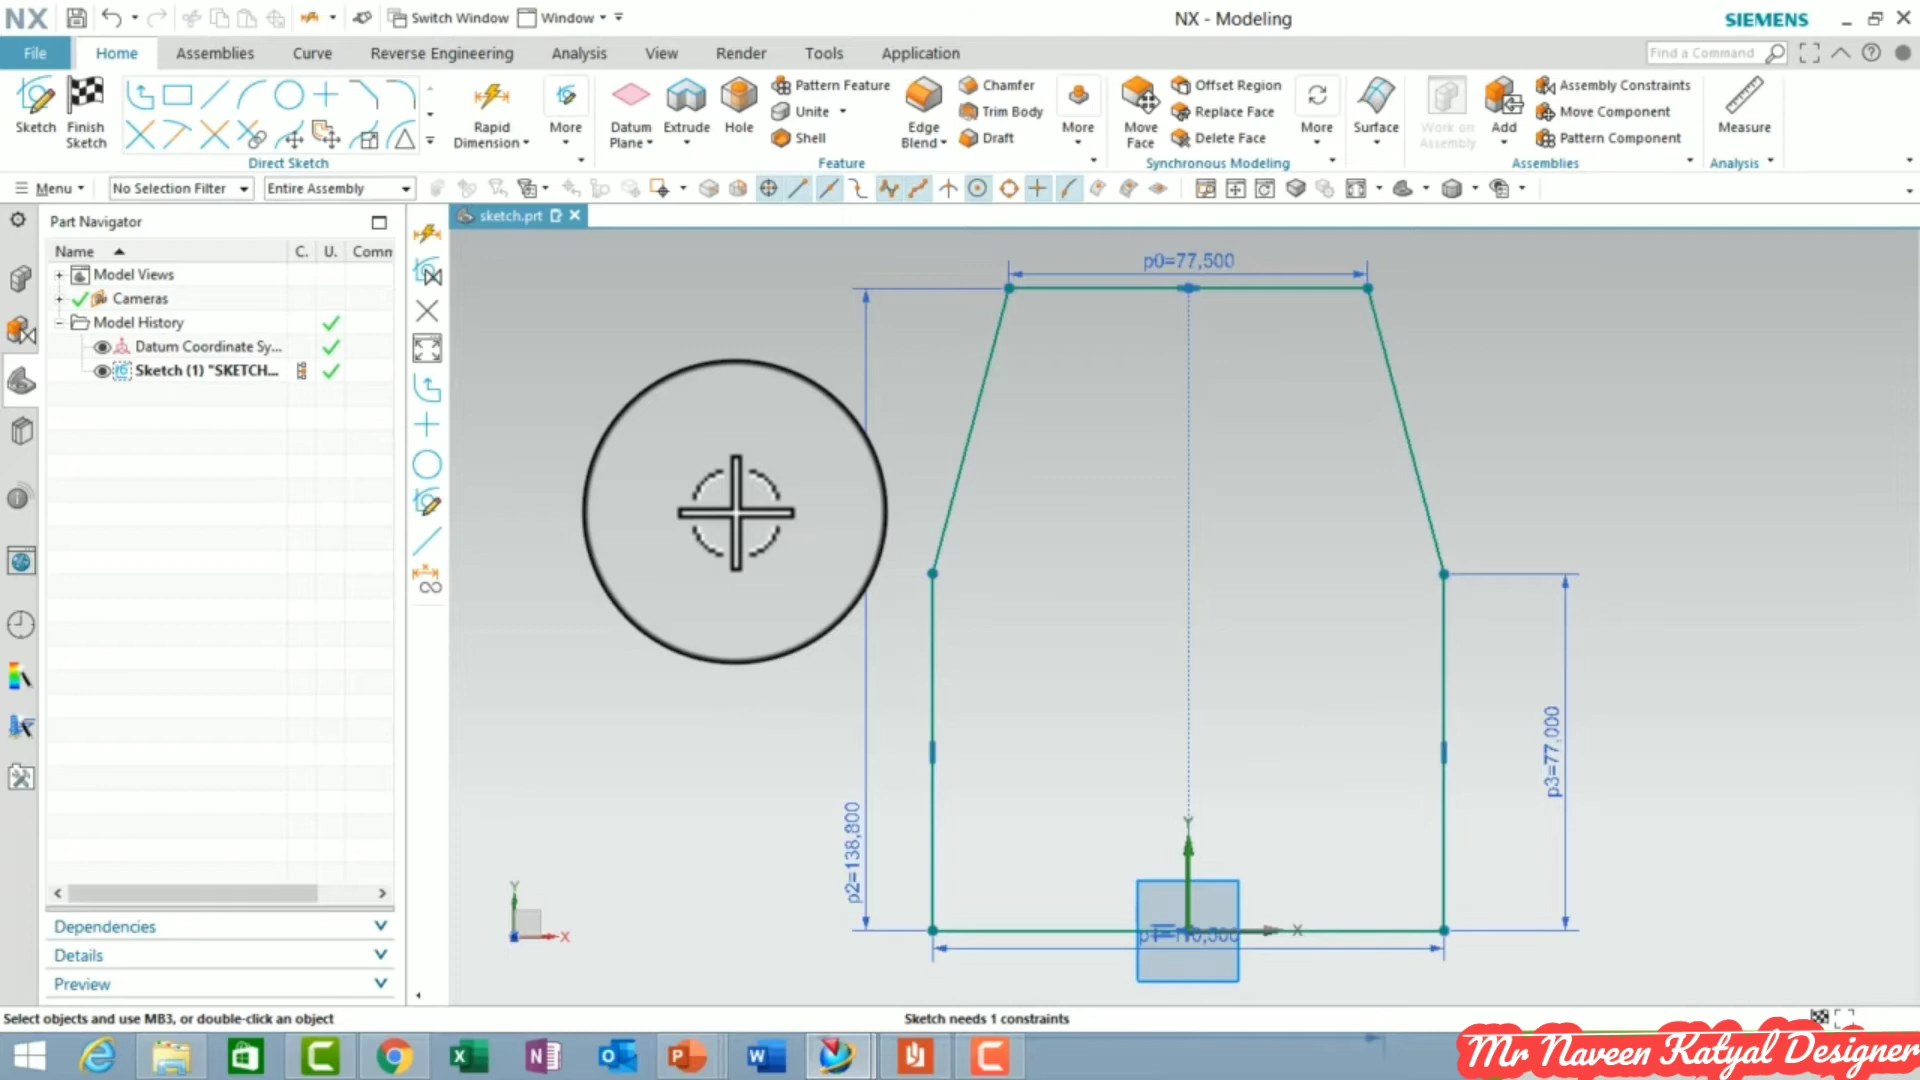 NX
Switch Window
Window
NX - Modeling
SIEMENS
File
Home
Assemblies
Curve
Reverse Engineering
Analysis
View
Render
Tools
Application
Find a Command
Sketch
Finish Sketch
Direct Sketch
Rapid Dimension
More
Datum Plane
Extrude
Hole
Pattern Feature
Unite
Shell
Edge Blend
Chamfer
Trim Body
Draft
More
Feature
Move Face
Offset Region
Replace Face
Delete Face
More
Synchronous Modeling
Surface
Work on Assembly
Add
Assembly Constraints
Move Component
Pattern Component
Assemblies
Measure
Analysis
Menu
No Selection Filter
Entire Assembly
Part Navigator
sketch.prt
Name
C.
U.
Comn
Model Views
Cameras
Model History
Datum Coordinate Sy...
Sketch (1) "SKETCH...
p0=77,500
p2=138,800
p3=77,000
Y
X
Y
X
Dependencies
Details
Preview
Select objects and use MB3, or double-click an object
Sketch needs 1 constraints
Mr Naveen Katyal Designer